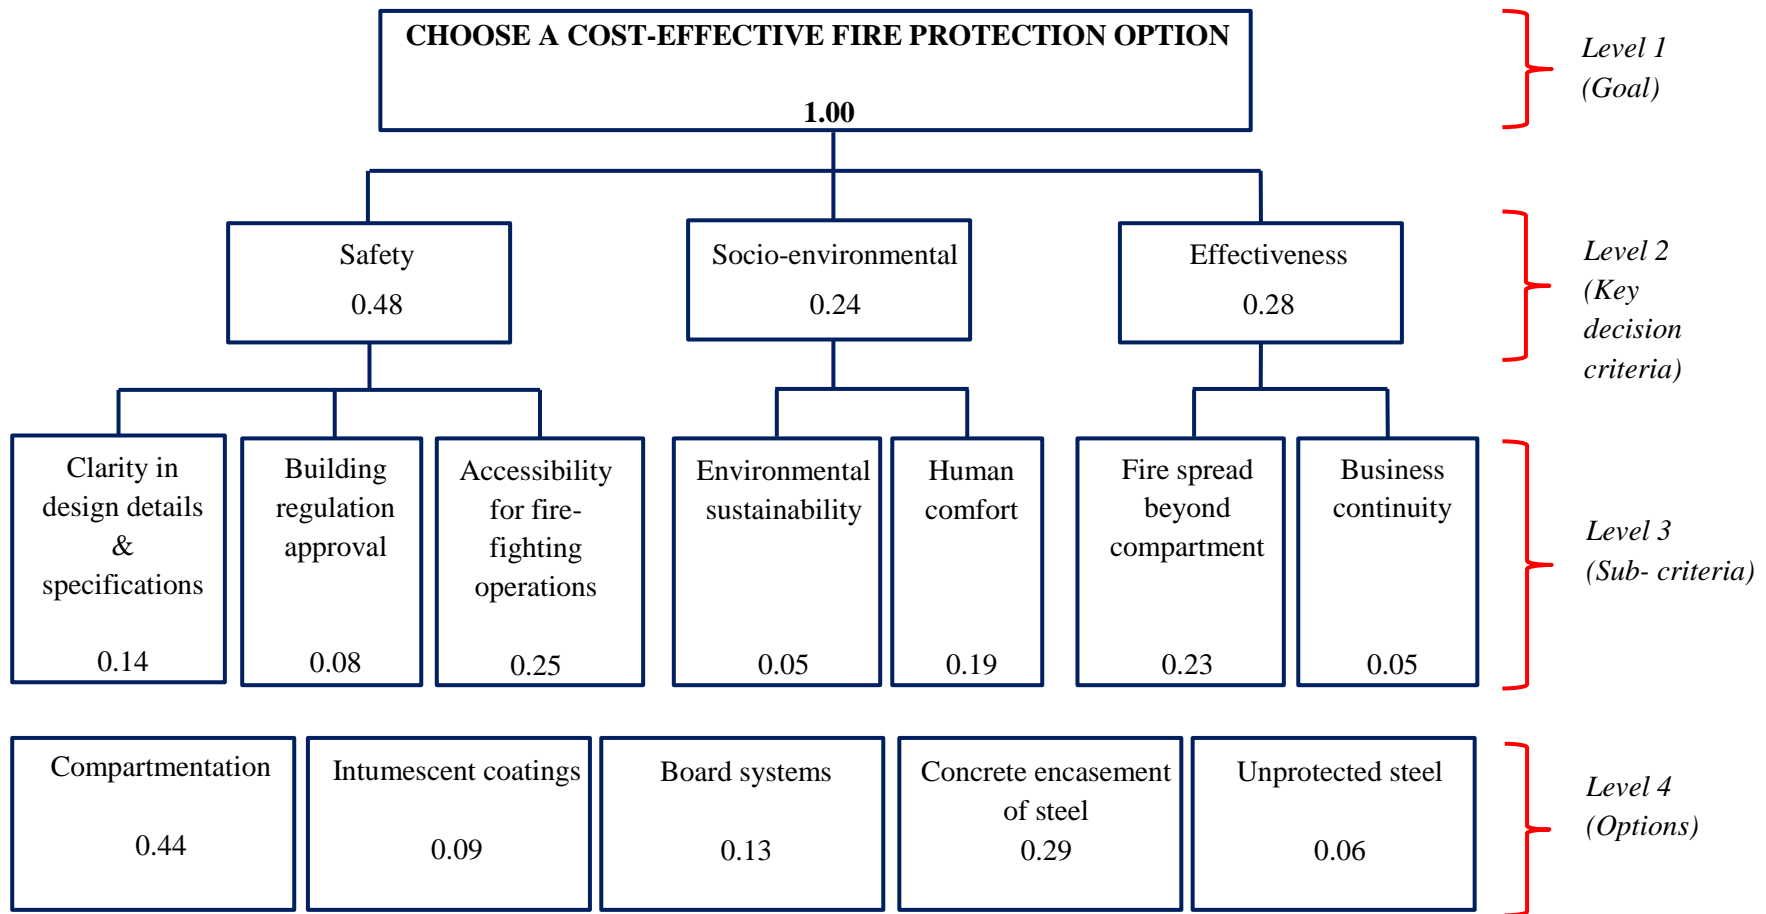 CHOOSE A COST-EFFECTIVE FIRE PROTECTION OPTION
1.00
Level 1
(Goal)
Safety
0.48
Socio-environmental
0.24
Effectiveness
0.28
Level 2
(Key
decision
criteria)
Clarity in
design details
&
specifications
0.14
Building
regulation
approval
0.08
Accessibility
for fire-
fighting
operations
0.25
Environmental
sustainability
0.05
Human
comfort
0.19
Fire spread
beyond
compartment
0.23
Business
continuity
0.05
Level 3
(Sub- criteria)
Compartmentation
0.44
Intumescent coatings
0.09
Board systems
0.13
Concrete encasement
of steel
0.29
Unprotected steel
0.06
Level 4
(Options)